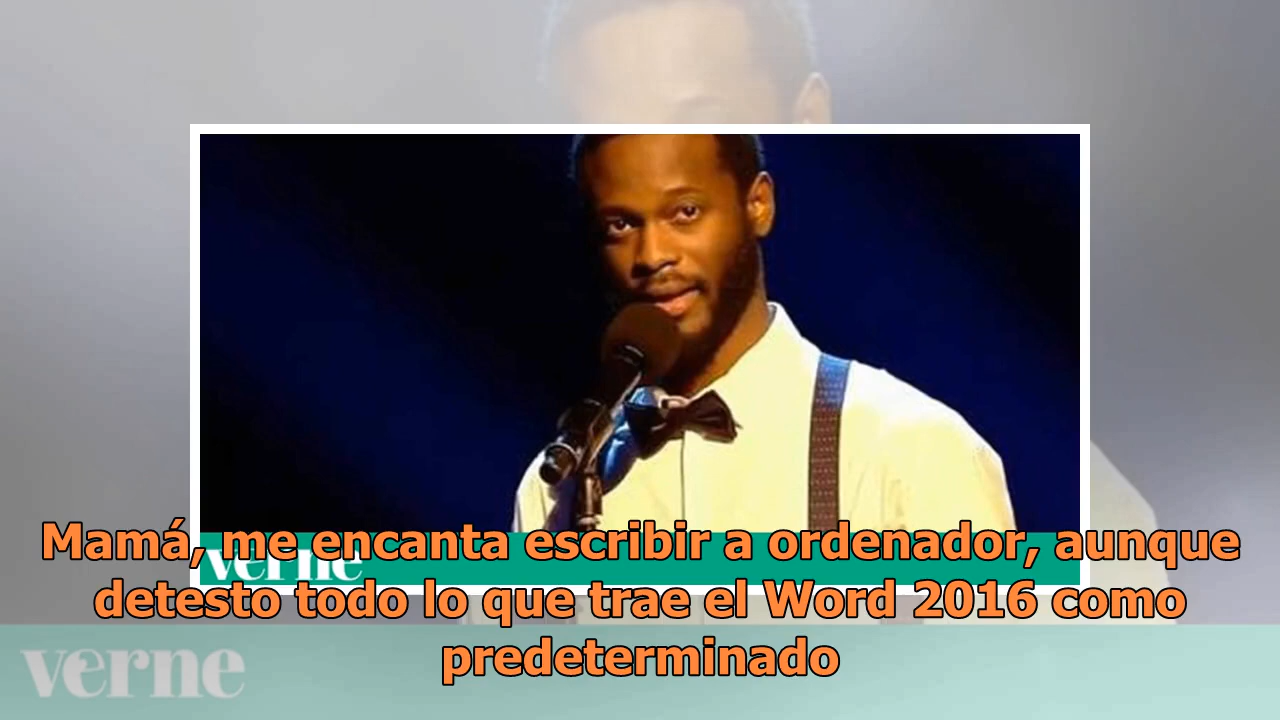 verne
Mamá, me encanta escribir a ordenador, aunque
detesto todo lo que trae el Word 2016 como
predeterminado
verne